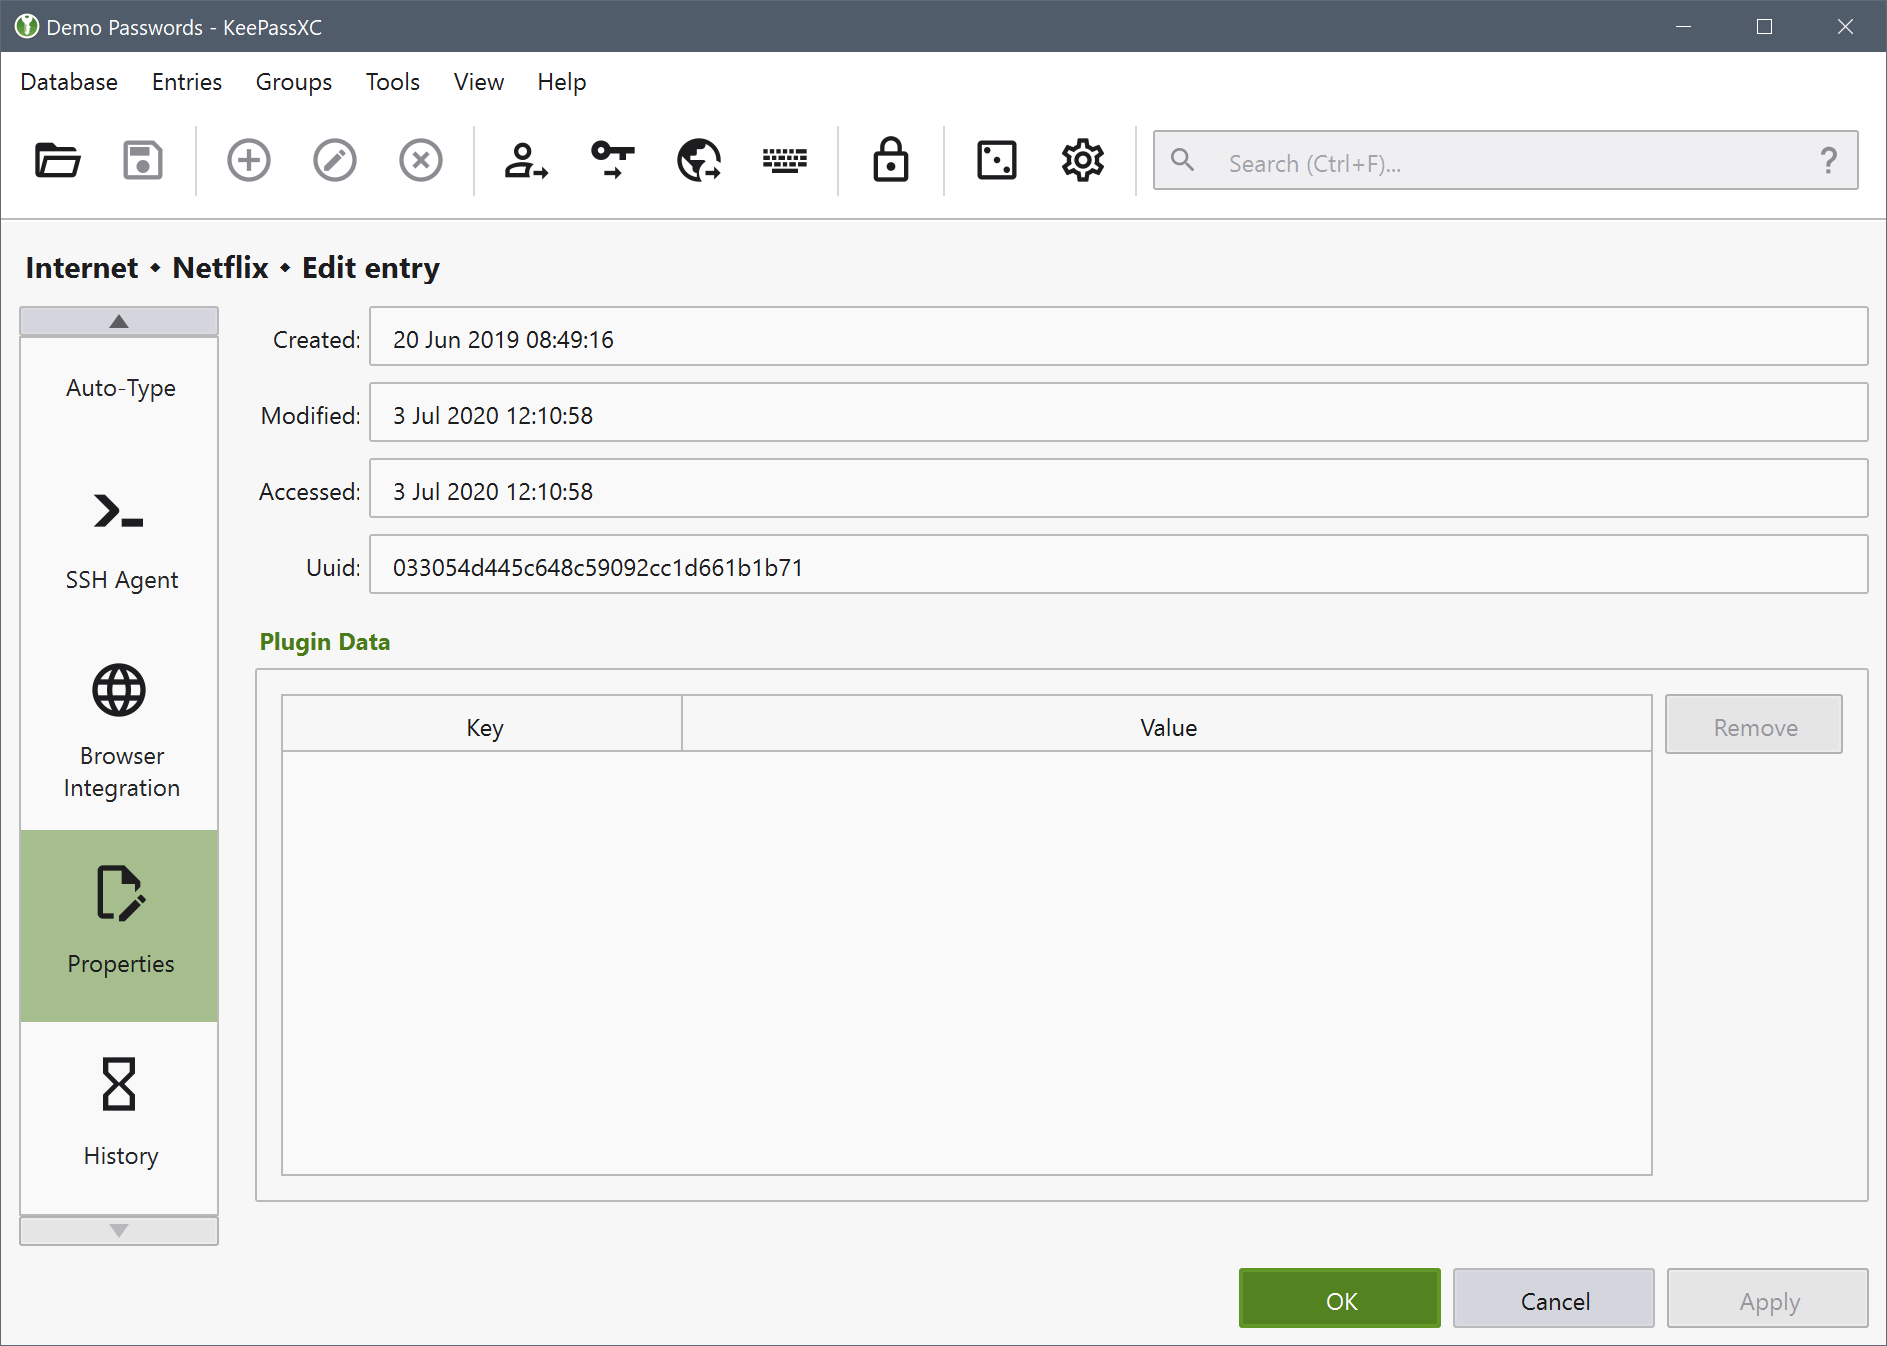 Demo Passwords - KeePassXC
Database Entries Groups Tools View Help
Search (Ctrl+F)... ?
Internet • Netflix • Edit entry
Auto-Type
SSH Agent
Browser
Integration
Properties
History
Created: 20 Jun 2019 08:49:16
Modified: 3 Jul 2020 12:10:58
Accessed: 3 Jul 2020 12:10:58
Uuid: 033054d445c648c59092cc1d661b1b71
Plugin Data
Key Value
Remove
OK Cancel Apply